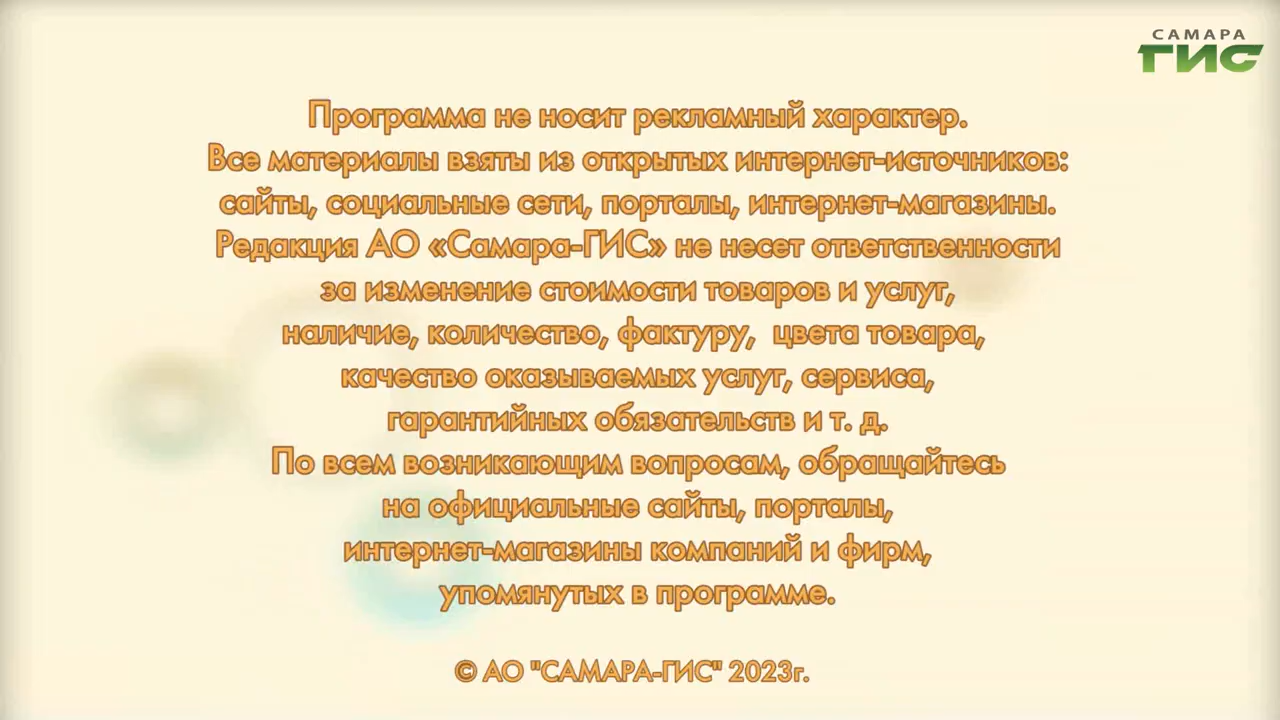 САМАРА
ГИС
Программа не носит рекламный характер.
Все материалы взяты из открытых интернет-источников:
сайты, социальные сети, порталы, интернет-магазины.
Редакция АО «Самара-ГИС» не несет ответственности
за изменение стоимости товаров и услуг,
наличие, количество, фактуру, цвета товара,
качество оказываемых услуг, сервиса,
гарантийных обязательств и т. д.
По всем возникающим вопросам, обращайтесь
на официальные сайты, порталы,
интернет-магазины компаний и фирм,
упомянутых в программе.
© АО "САМАРА-ГИС" 2023г.